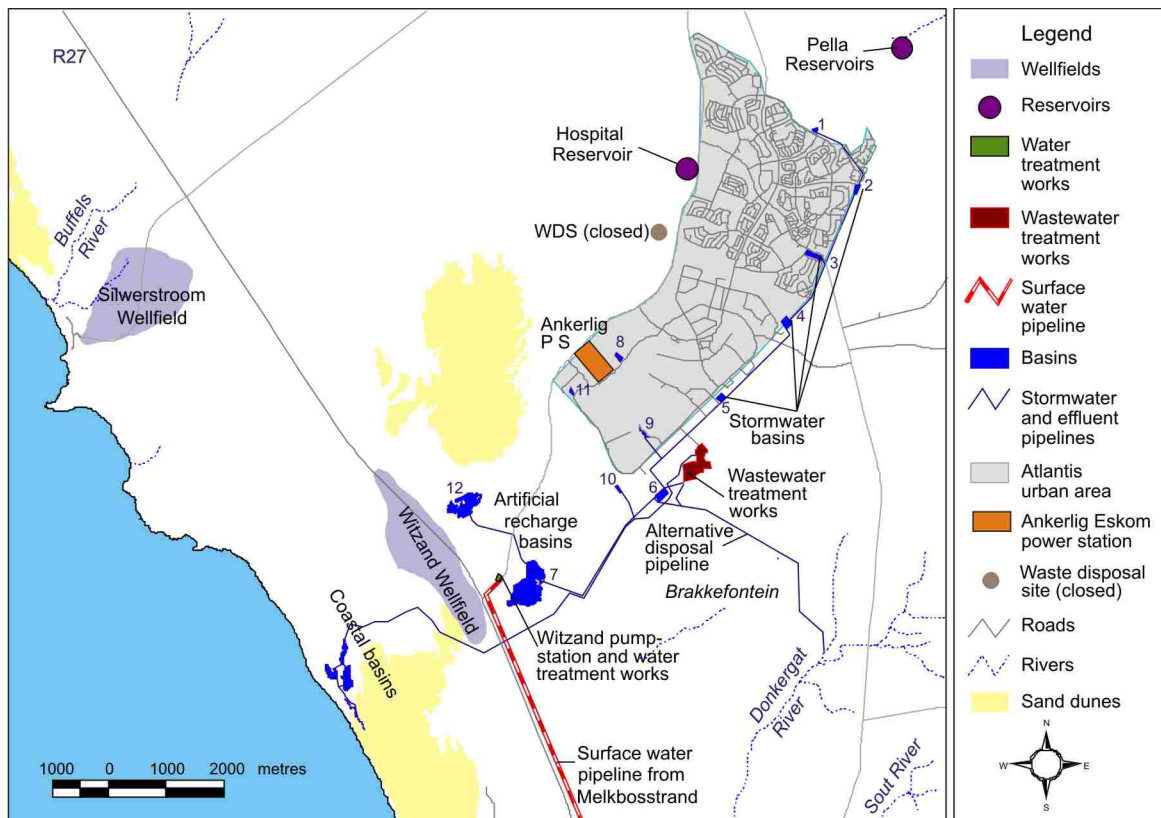 R27
Pella
Reservoirs
1
Hospital
Reservoir
2
WDS (closed)
Buffels
River
3
Silwerstroom
Wellfield
4
Ankerlig
P S
8
11
5
9
Stormwater
basins
12
Artificial
recharge
basins
10
6
Wastewater
treatment
works
Witzand Wellfield
7
Alternative
disposal
pipeline
Brakkefontein
Coastal basins
Witzand pump-
station and water
treatment works
Donkergat
River
Surface water
pipeline from
Melkbosstrand
Sout River
1000 0 1000 2000 metres
Legend
Wellfields
Reservoirs
Water
treatment
works
Wastewater
treatment
works
Surface
water
pipeline
Basins
Stormwater
and effluent
pipelines
Atlantis
urban area
Ankerlig Eskom
power station
Waste disposal
site (closed)
Roads
Rivers
Sand dunes
N
W E
S